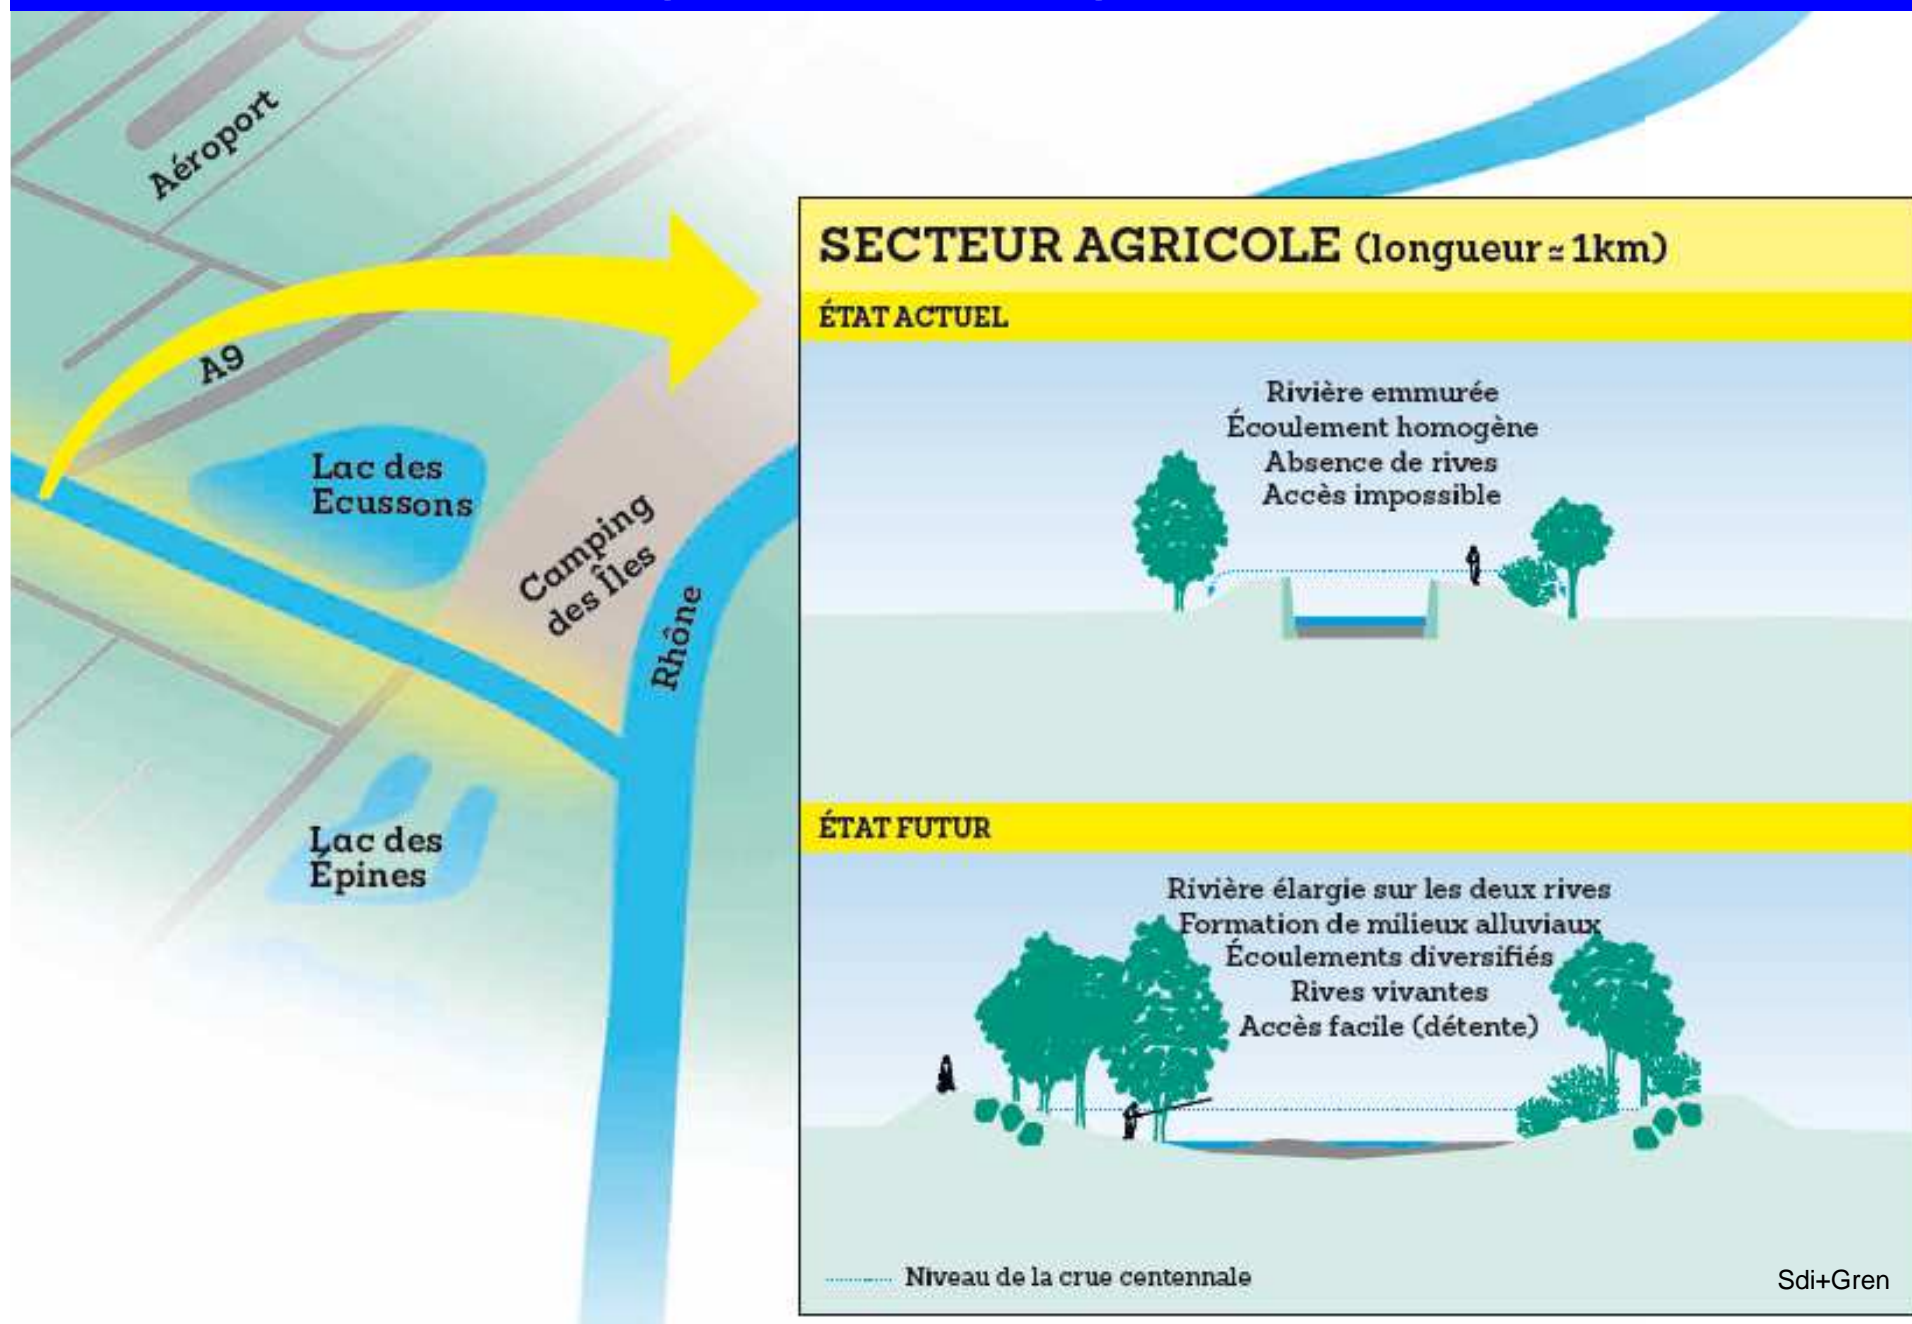 Aéroport
A9
Lac des
Ecussons
Camping
des Îles
Rhône
Lac des
Épines
SECTEUR AGRICOLE (longueur ≃ 1km)
ÉTAT ACTUEL
Rivière emmurée
Écoulement homogène
Absence de rives
Accès impossible
ÉTAT FUTUR
Rivière élargie sur les deux rives
Formation de milieux alluviaux
Écoulements diversifiés
Rives vivantes
Accès facile (détente)
Niveau de la crue centennale
Sdi+Gren